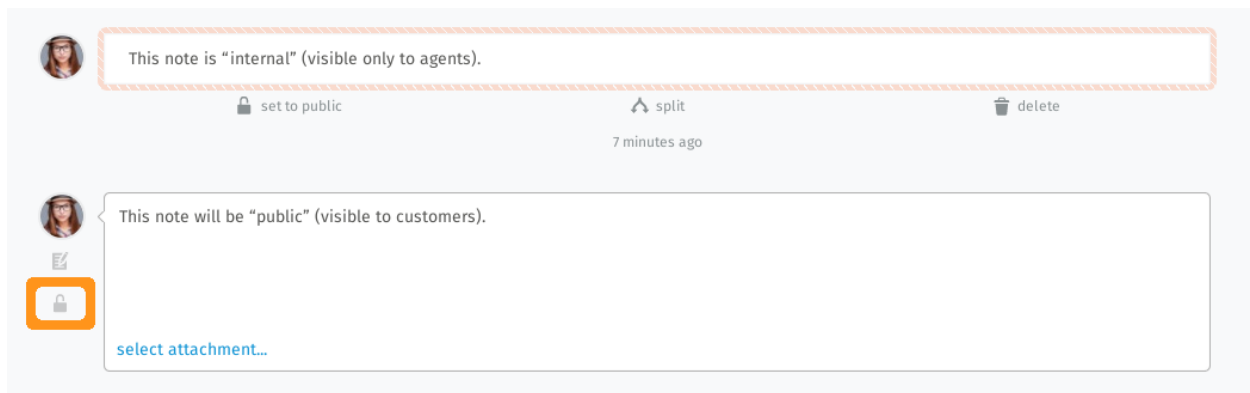 This note is “internal” (visible only to agents).
set to public split delete
7 minutes ago
This note will be “public” (visible to customers).
select attachment...